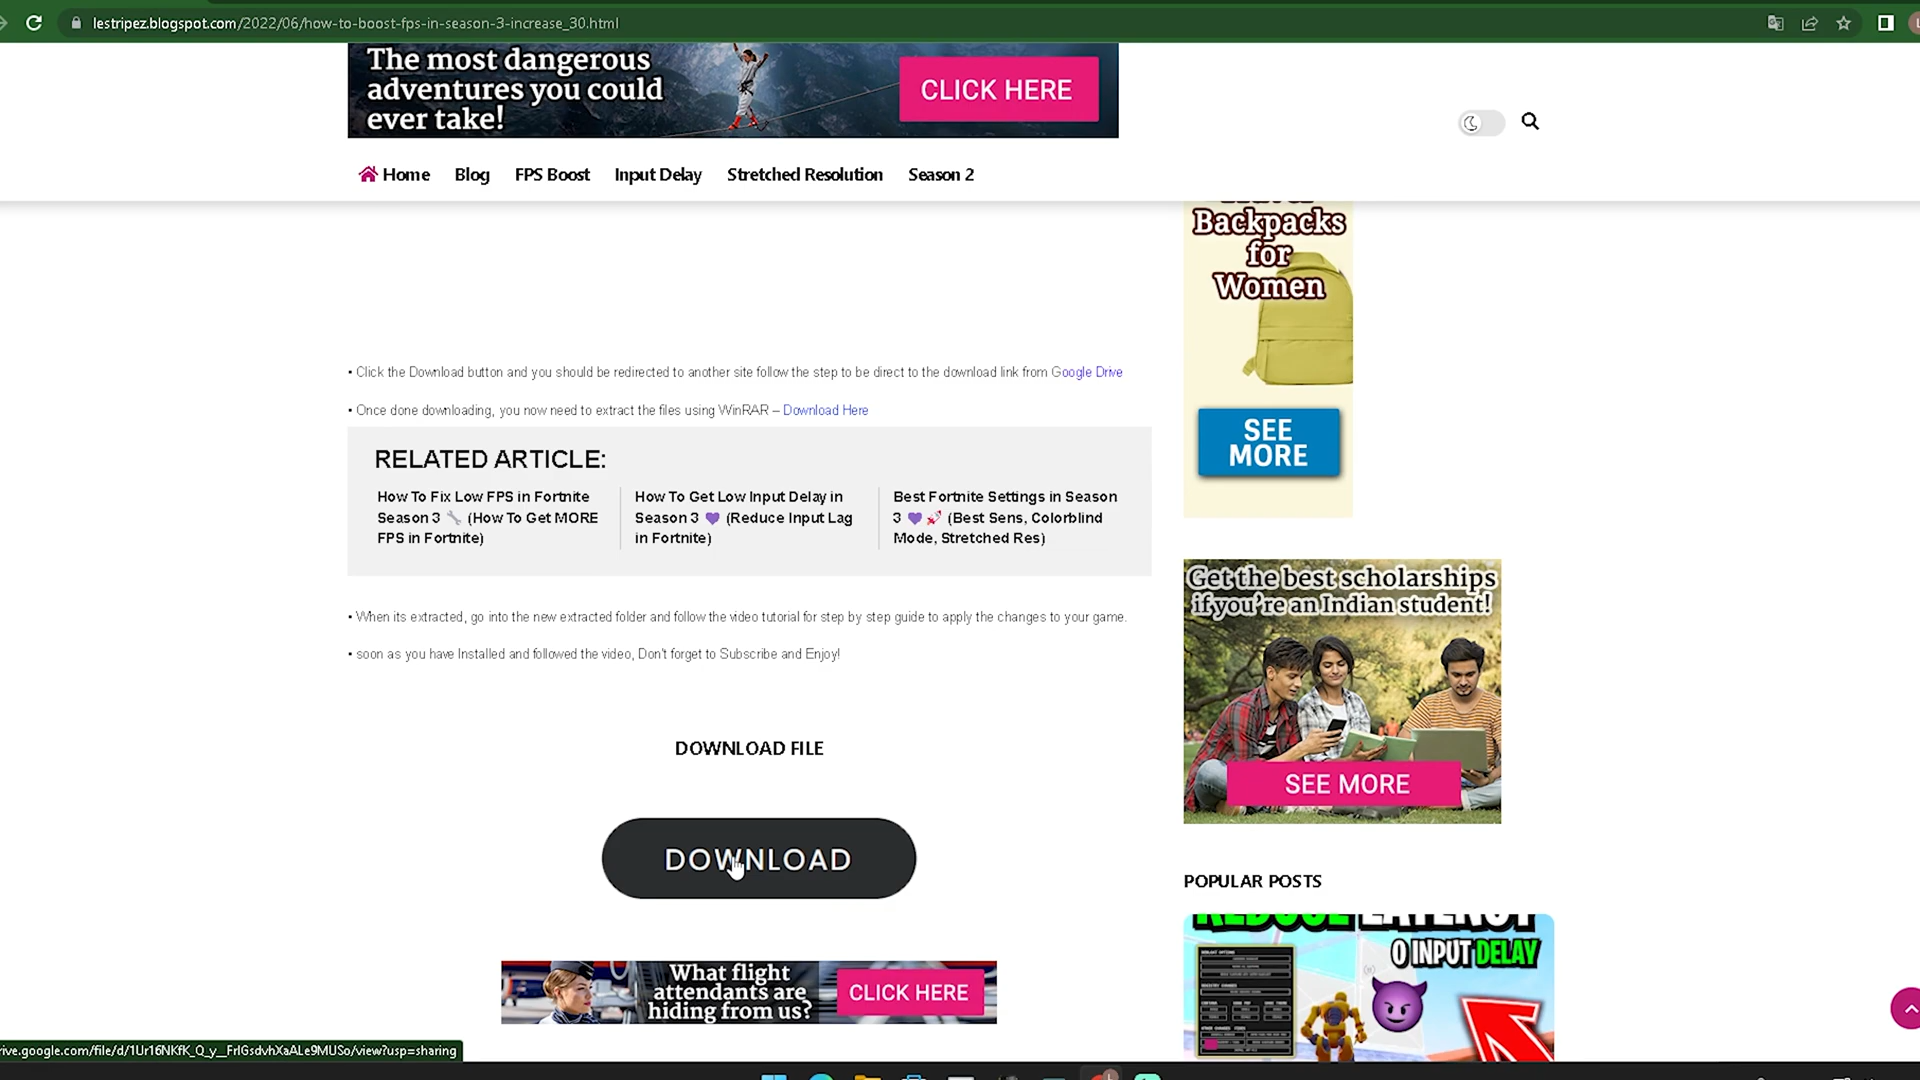 lestripez.blogspot.com/2022/06/how-to-boost-fps-in-season-3-increase_30.html
The most dangerous
adventures you could
ever take!
CLICK HERE
Home Blog FPS Boost Input Delay Stretched Resolution Season 2
Backpacks
for
Women
SEE
MORE
• Click the Download button and you should be redirected to another site follow the step to be direct to the download link from Google Drive
• Once done downloading, you now need to extract the files using WinRAR – Download Here
RELATED ARTICLE:
How To Fix Low FPS in Fortnite
Season 3 🔧 (How To Get MORE
FPS in Fortnite)
How To Get Low Input Delay in
Season 3 💜 (Reduce Input Lag
in Fortnite)
Best Fortnite Settings in Season
3 💜 🚀 (Best Sens, Colorblind
Mode, Stretched Res)
• When its extracted, go into the new extracted folder and follow the video tutorial for step by step guide to apply the changes to your game.
• soon as you have Installed and followed the video, Don't forget to Subscribe and Enjoy!
Get the best scholarships
if you're an Indian student!
SEE MORE
DOWNLOAD FILE
DOWNLOAD
POPULAR POSTS
REDUCE LATENCY
0 INPUT DELAY
What flight
attendants are
hiding from us?
CLICK HERE
rive.google.com/file/d/1Ur16NKfK_Q_y__FrIGsdvhXaALe9MUSo/view?usp=sharing